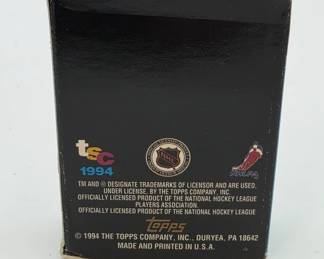 tsc
1994
NHL
NHLPA
TM AND ® DESIGNATE TRADEMARKS OF LICENSOR AND ARE USED,
UNDER LICENSE, BY THE TOPPS COMPANY, INC.
OFFICIALLY LICENSED PRODUCT OF THE NATIONAL HOCKEY LEAGUE
PLAYERS ASSOCIATION.
OFFICIALLY LICENSED PRODUCT OF THE NATIONAL HOCKEY LEAGUE
topps
© 1994 THE TOPPS COMPANY, INC., DURYEA, PA 18642
MADE AND PRINTED IN U.S.A.